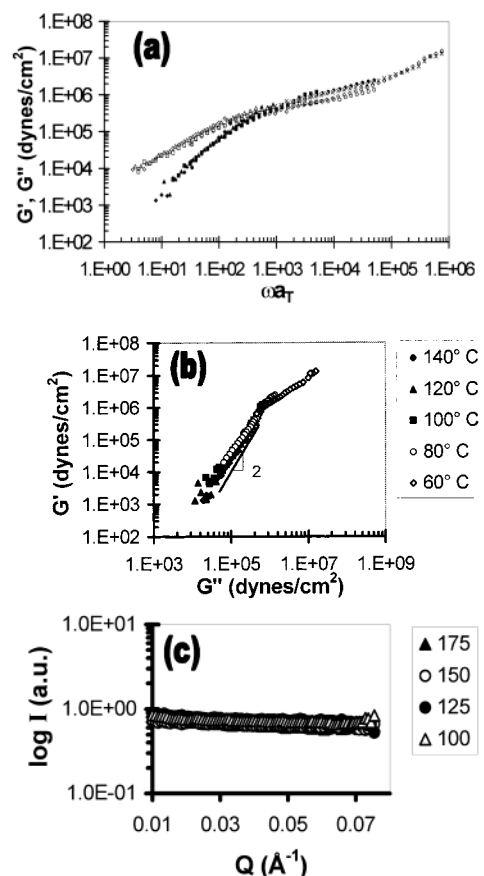 (a)
1.E+08
1.E+07
1.E+06
1.E+05
1.E+04
1.E+03
1.E+02
G', G" (dynes/cm²)
1.E+00 1.E+01 1.E+02 1.E+03 1.E+04 1.E+05 1.E+06
ωaT
(b)
1.E+08
1.E+07
1.E+06
1.E+05
1.E+04
1.E+03
1.E+02
G' (dynes/cm²)
2
1.E+03 1.E+05 1.E+07 1.E+09
G" (dynes/cm²)
140° C
120° C
100° C
80° C
60° C
(c)
1.0E+01
1.0E+00
1.0E-01
log I (a.u.)
0.01 0.03 0.05 0.07
Q (Å⁻¹)
175
150
125
100